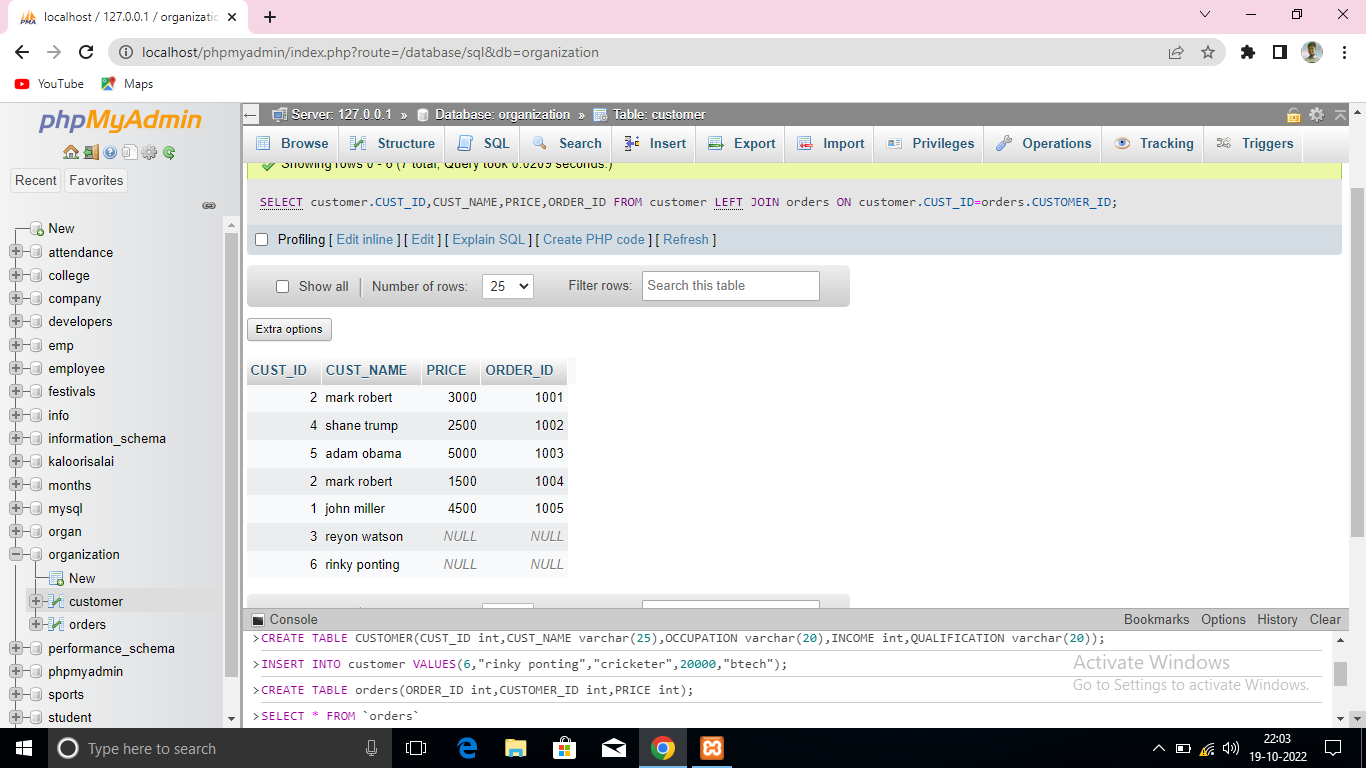 localhost / 127.0.0.1 / organizatic
localhost/phpmyadmin/index.php?route=/database/sql&db=organization
YouTube Maps
phpMyAdmin
Recent Favorites
New
attendance
college
company
developers
emp
employee
festivals
info
information_schema
kaloorisalai
months
mysql
organ
organization
New
customer
orders
performance_schema
phpmyadmin
sports
student
Server: 127.0.0.1 » Database: organization » Table: customer
Browse Structure SQL Search Insert Export Import Privileges Operations Tracking Triggers
Showing rows 0 - 6 (7 total, Query took 0.0209 seconds.)
SELECT customer.CUST_ID,CUST_NAME,PRICE,ORDER_ID FROM customer LEFT JOIN orders ON customer.CUST_ID=orders.CUSTOMER_ID;
Profiling [ Edit inline ] [ Edit ] [ Explain SQL ] [ Create PHP code ] [ Refresh ]
Show all Number of rows: 25 Filter rows: Search this table
Extra options
CUST_ID CUST_NAME PRICE ORDER_ID
2 mark robert 3000 1001
4 shane trump 2500 1002
5 adam obama 5000 1003
2 mark robert 1500 1004
1 john miller 4500 1005
3 reyon watson NULL NULL
6 rinky ponting NULL NULL
Console Bookmarks Options History Clear
>CREATE TABLE CUSTOMER(CUST_ID int,CUST_NAME varchar(25),OCCUPATION varchar(20),INCOME int,QUALIFICATION varchar(20));
>INSERT INTO customer VALUES(6,"rinky ponting","cricketer",20000,"btech");
>CREATE TABLE orders(ORDER_ID int,CUSTOMER_ID int,PRICE int);
>SELECT * FROM `orders`
Activate Windows
Go to Settings to activate Windows.
Type here to search
22:03
19-10-2022